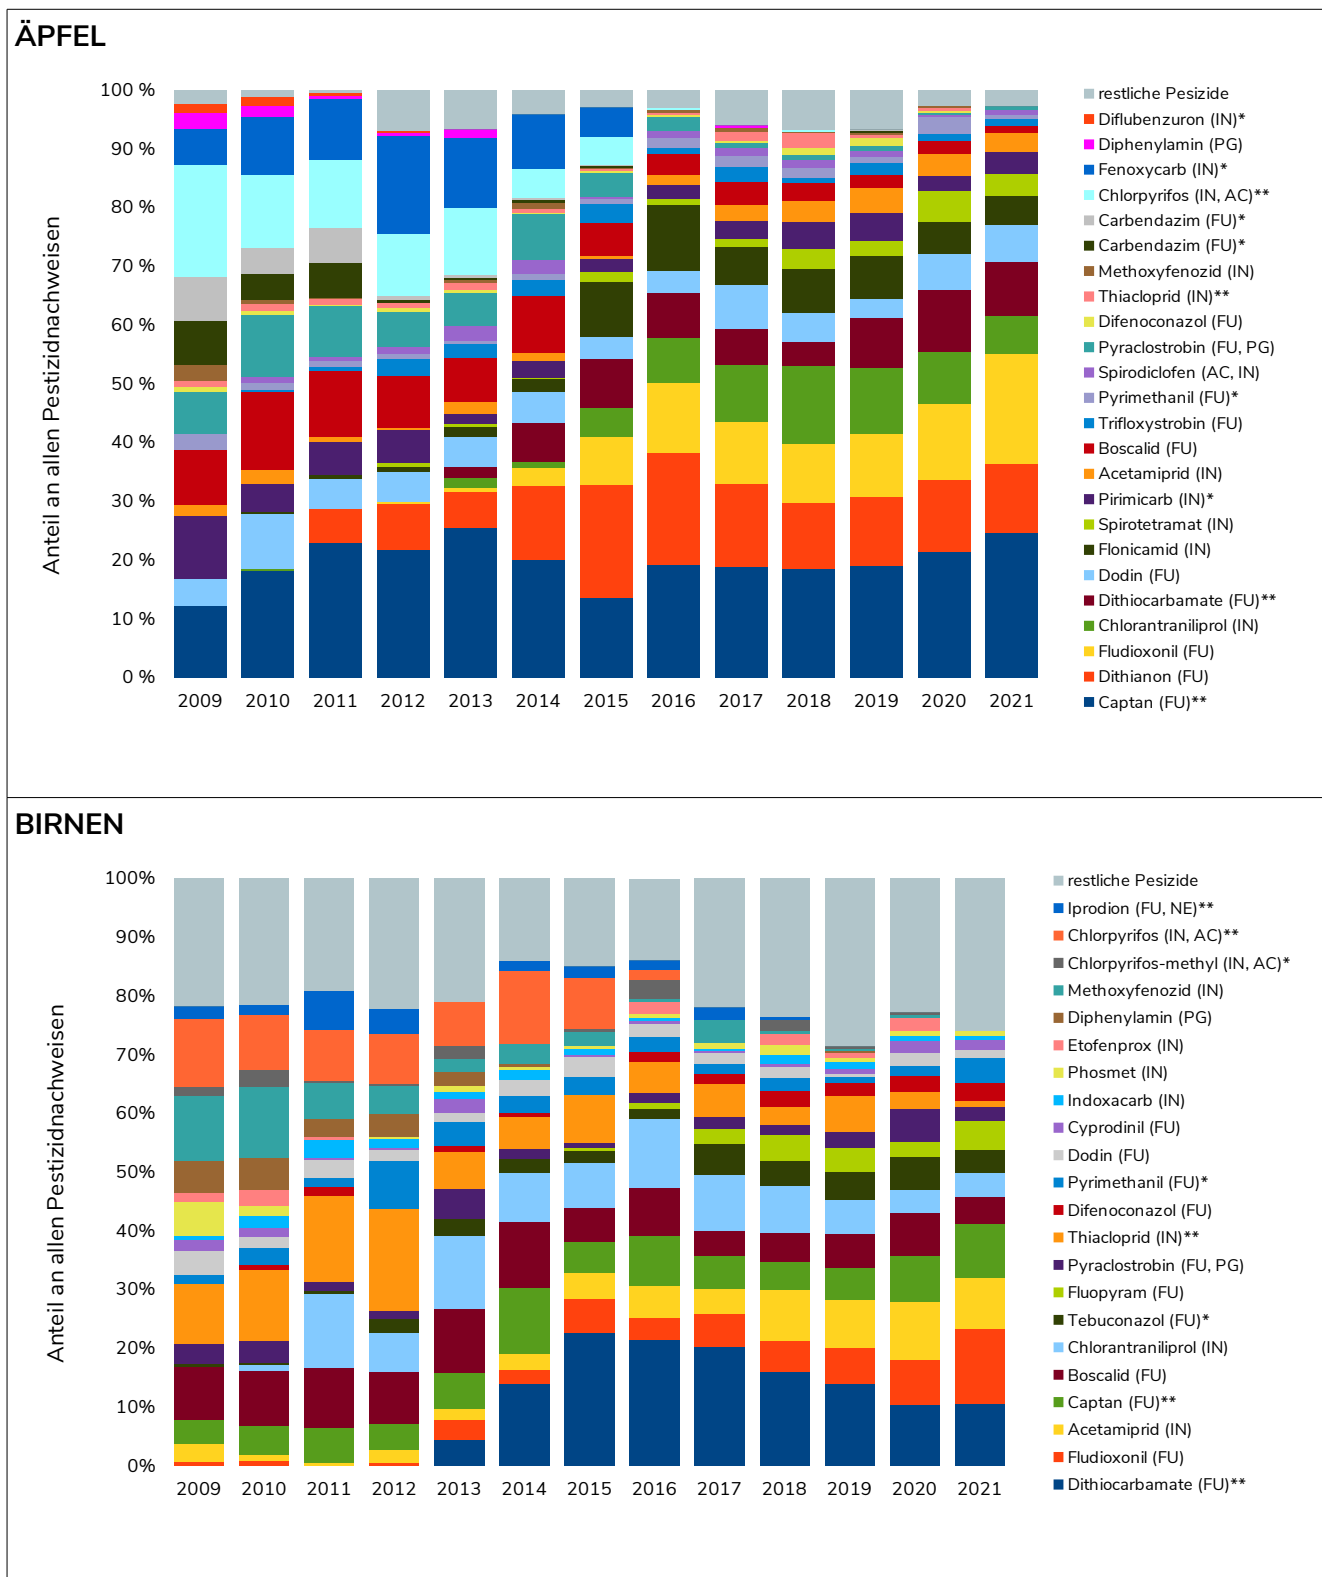 ÄPFEL
Anteil an allen Pestizidnachweisen
100 %
90 %
80 %
70 %
60 %
50 %
40 %
30 %
20 %
10 %
0 %
2009 2010 2011 2012 2013 2014 2015 2016 2017 2018 2019 2020 2021
restliche Pesizide
Diflubenzuron (IN)*
Diphenylamin (PG)
Fenoxycarb (IN)*
Chlorpyrifos (IN, AC)**
Carbendazim (FU)*
Carbendazim (FU)*
Methoxyfenozid (IN)
Thiacloprid (IN)**
Difenoconazol (FU)
Pyraclostrobin (FU, PG)
Spirodiclofen (AC, IN)
Pyrimethanil (FU)*
Trifloxystrobin (FU)
Boscalid (FU)
Acetamiprid (IN)
Pirimicarb (IN)*
Spirotetramat (IN)
Flonicamid (IN)
Dodin (FU)
Dithiocarbamate (FU)**
Chlorantraniliprol (IN)
Fludioxonil (FU)
Dithianon (FU)
Captan (FU)**
BIRNEN
Anteil an allen Pestizidnachweisen
100%
90%
80%
70%
60%
50%
40%
30%
20%
10%
0%
2009 2010 2011 2012 2013 2014 2015 2016 2017 2018 2019 2020 2021
restliche Pesizide
Iprodion (FU, NE)**
Chlorpyrifos (IN, AC)**
Chlorpyrifos-methyl (IN, AC)*
Methoxyfenozid (IN)
Diphenylamin (PG)
Etofenprox (IN)
Phosmet (IN)
Indoxacarb (IN)
Cyprodinil (FU)
Dodin (FU)
Pyrimethanil (FU)*
Difenoconazol (FU)
Thiacloprid (IN)**
Pyraclostrobin (FU, PG)
Fluopyram (FU)
Tebuconazol (FU)*
Chlorantraniliprol (IN)
Boscalid (FU)
Captan (FU)**
Acetamiprid (IN)
Fludioxonil (FU)
Dithiocarbamate (FU)**